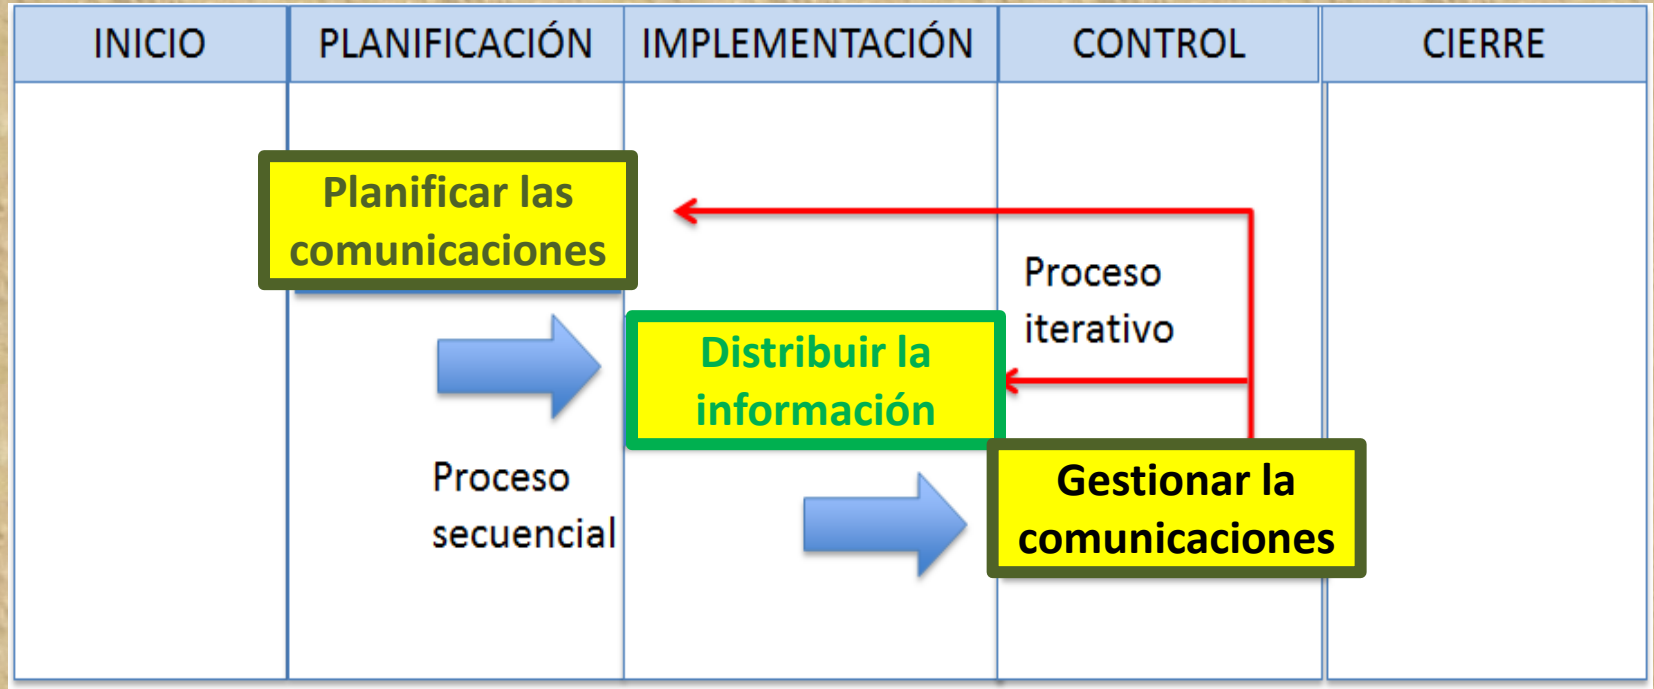 INICIO
PLANIFICACIÓN
IMPLEMENTACIÓN
CONTROL
CIERRE
Planificar las
comunicaciones
Proceso
iterativo
Distribuir la
información
Proceso
secuencial
Gestionar la
comunicaciones